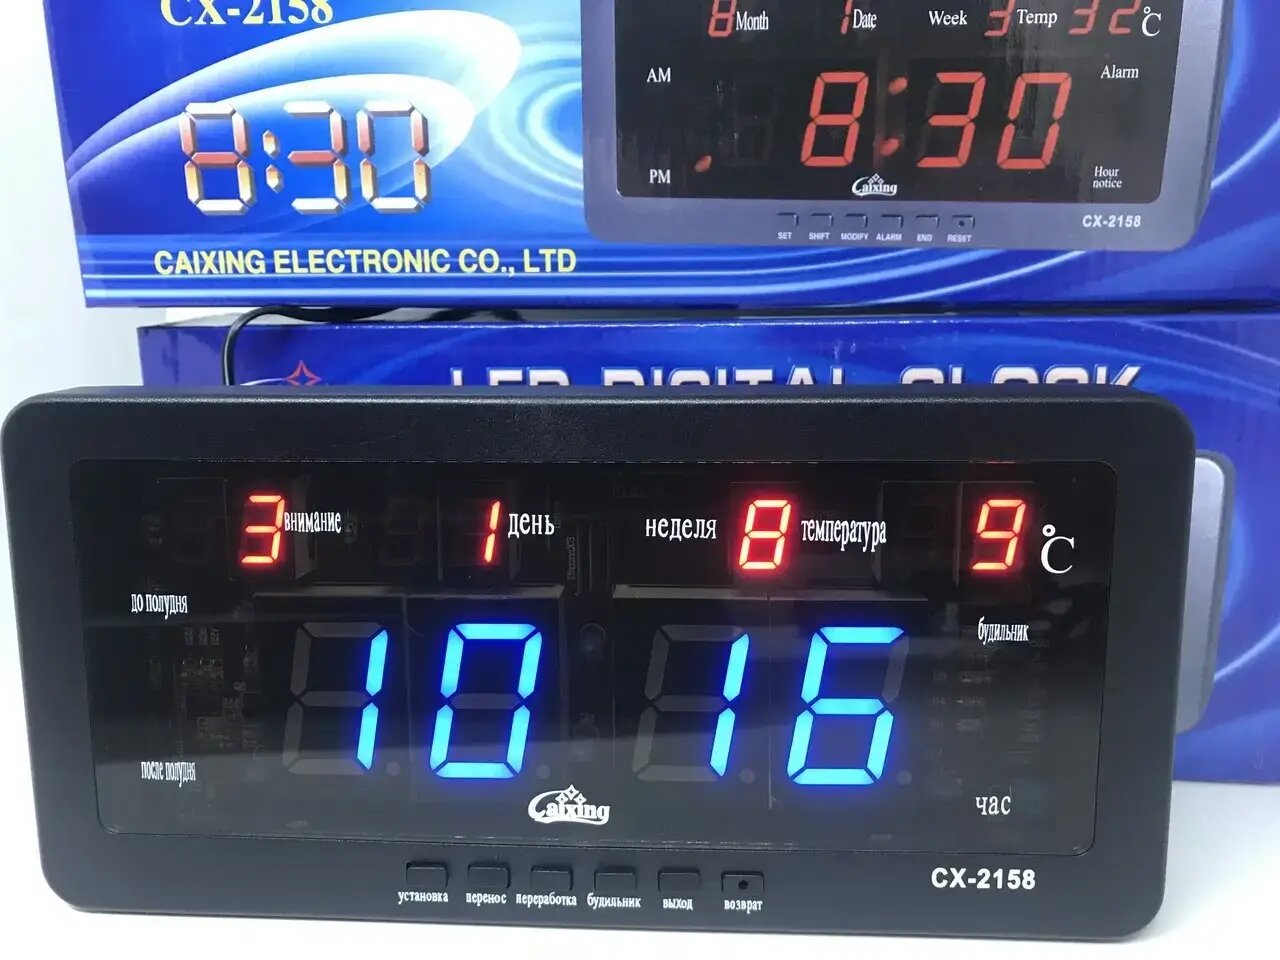 CX-2158
8:30
CAIXING ELECTRONIC CO., LTD
8 Month 1 Date Week 3 Temp 32 °C
AM
8:30
Alarm
PM
Caixing
Hour
notice
SET SHIFT MODIFY ALARM END RESET
CX-2158
LED DIGITAL CLOCK
3 внимание 1 день неделя 8 температура 9 °C
до полудня
10 16
будильник
после полудня
Caixing
час
установка перенос переработка будильник выход возврат
CX-2158